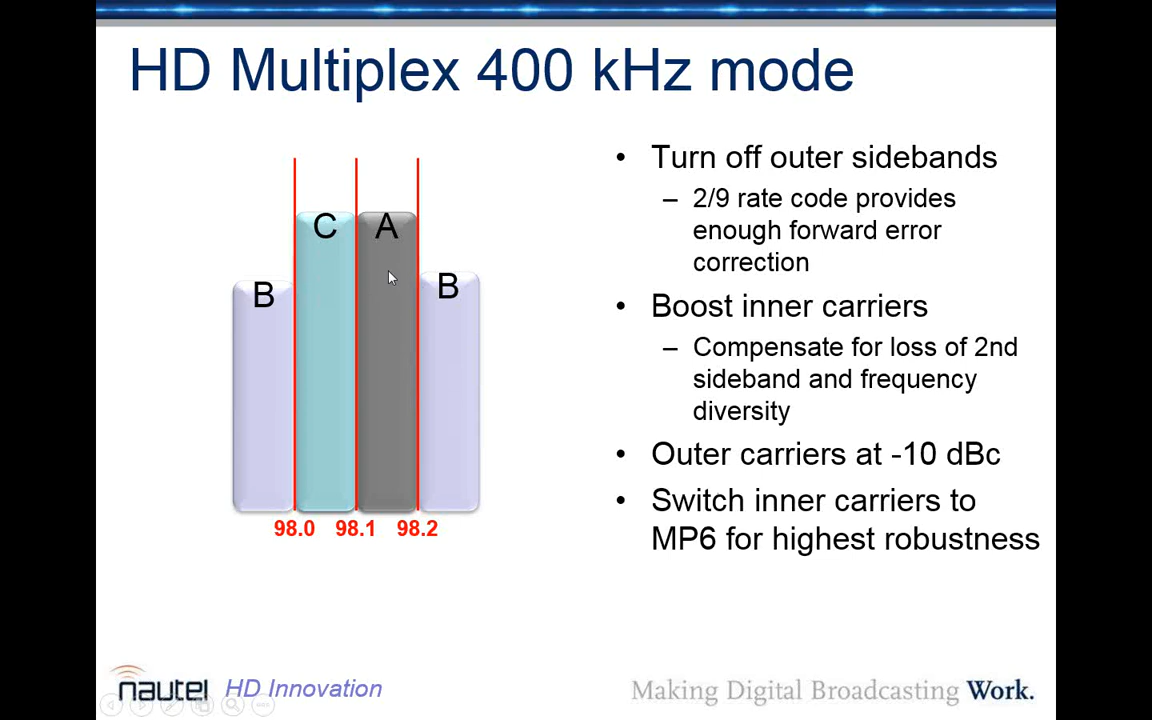 HD Multiplex 400 kHz mode
C
A
B
B
98.0 98.1 98.2
• Turn off outer sidebands
– 2/9 rate code provides
enough forward error
correction
• Boost inner carriers
– Compensate for loss of 2nd
sideband and frequency
diversity
• Outer carriers at -10 dBc
• Switch inner carriers to
MP6 for highest robustness
nautel HD Innovation
Making Digital Broadcasting Work.